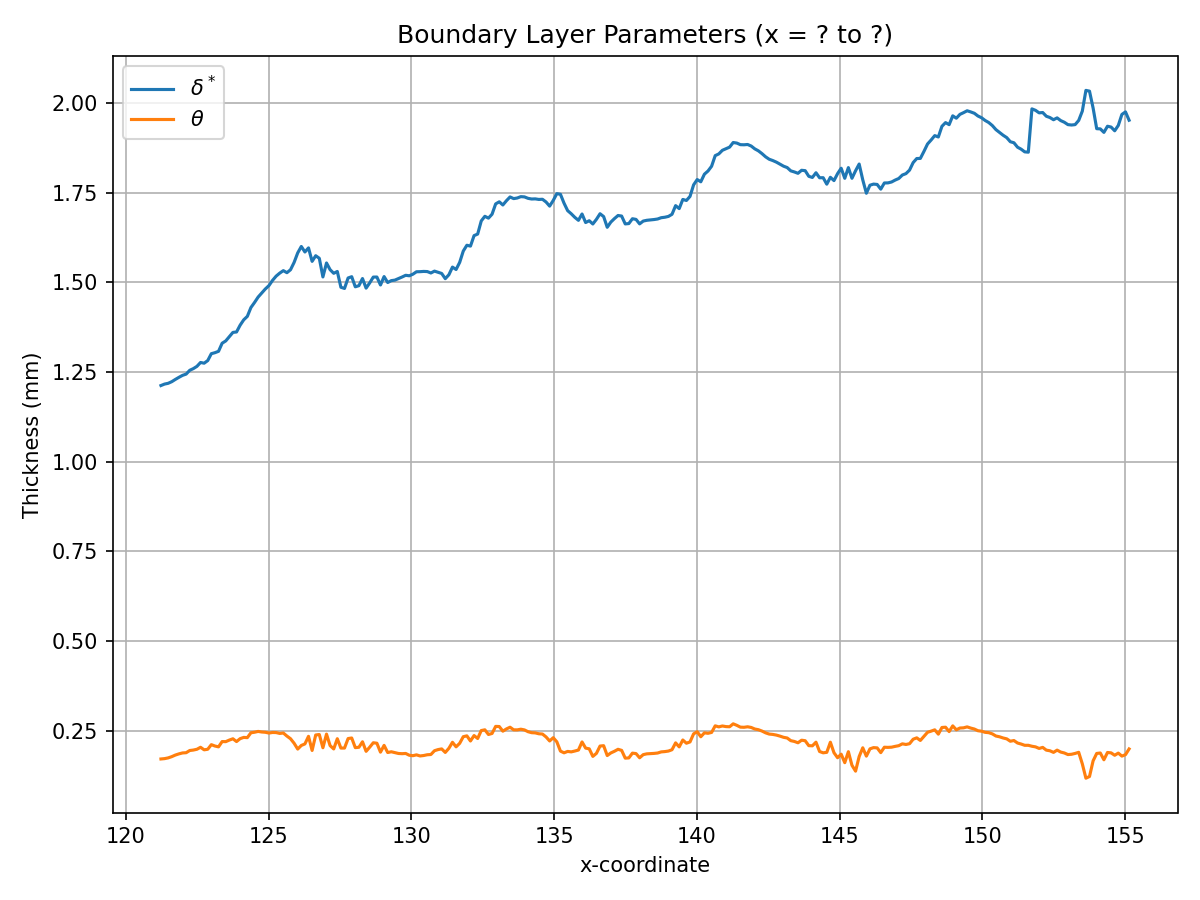 Boundary Layer Parameters (x = ? to ?)
δ*
θ
2.00
1.75
1.50
1.25
1.00
0.75
0.50
0.25
Thickness (mm)
120 125 130 135 140 145 150 155
x-coordinate